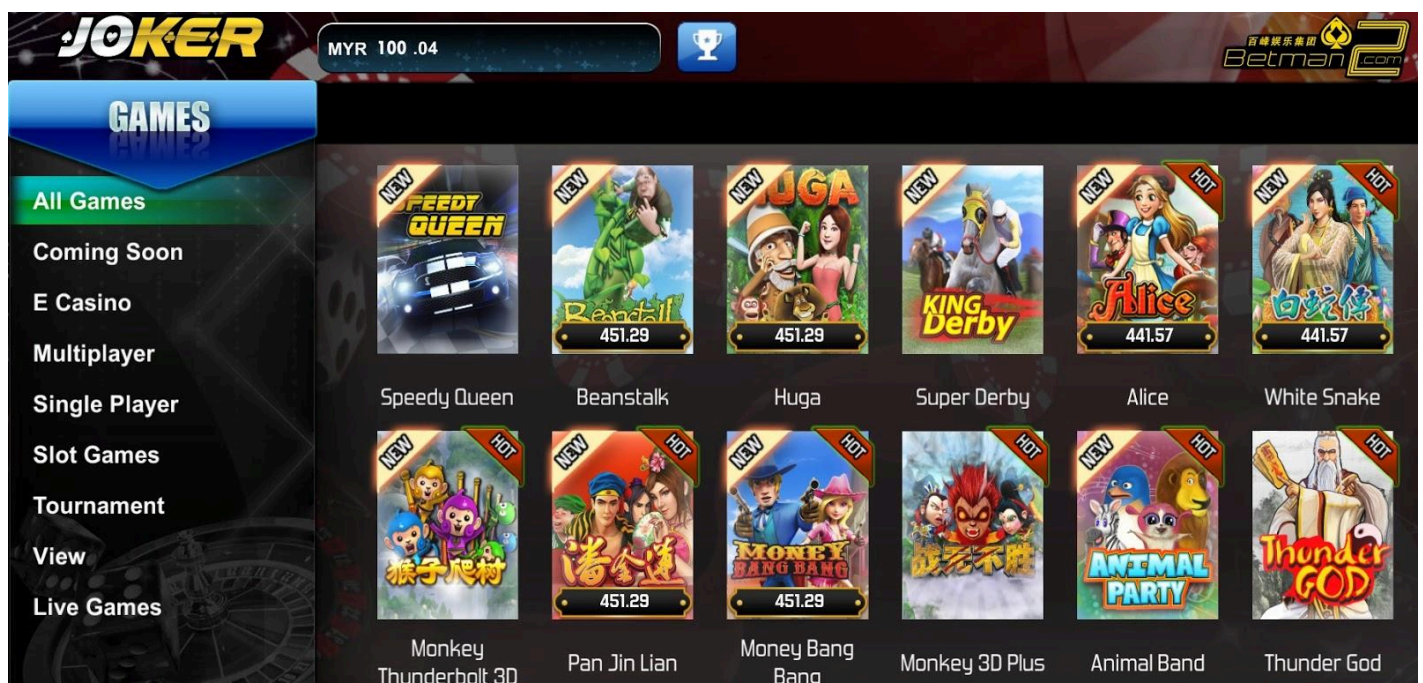 JOKER
MYR 100 .04
百峰娱乐集团
Betman2.com
GAMES
All Games
Coming Soon
E Casino
Multiplayer
Single Player
Slot Games
Tournament
View
Live Games
NEW
SPEEDY
QUEEN
Speedy Queen
NEW
Beanstalk
451.29
Beanstalk
NEW
HUGA
451.29
Huga
NEW
KING
Derby
Super Derby
NEW
HOT
Alice
441.57
Alice
NEW
HOT
白蛇傳
441.57
White Snake
NEW
HOT
猴子爬树
Monkey
Thunderbolt 3D
NEW
HOT
潘金莲
451.29
Pan Jin Lian
NEW
HOT
MONEY
BANG BANG
451.29
Money Bang
Bang
HOT
战无不胜
Monkey 3D Plus
NEW
HOT
ANIMAL
PARTY
Animal Band
HOT
Thunder
GOD
Thunder God